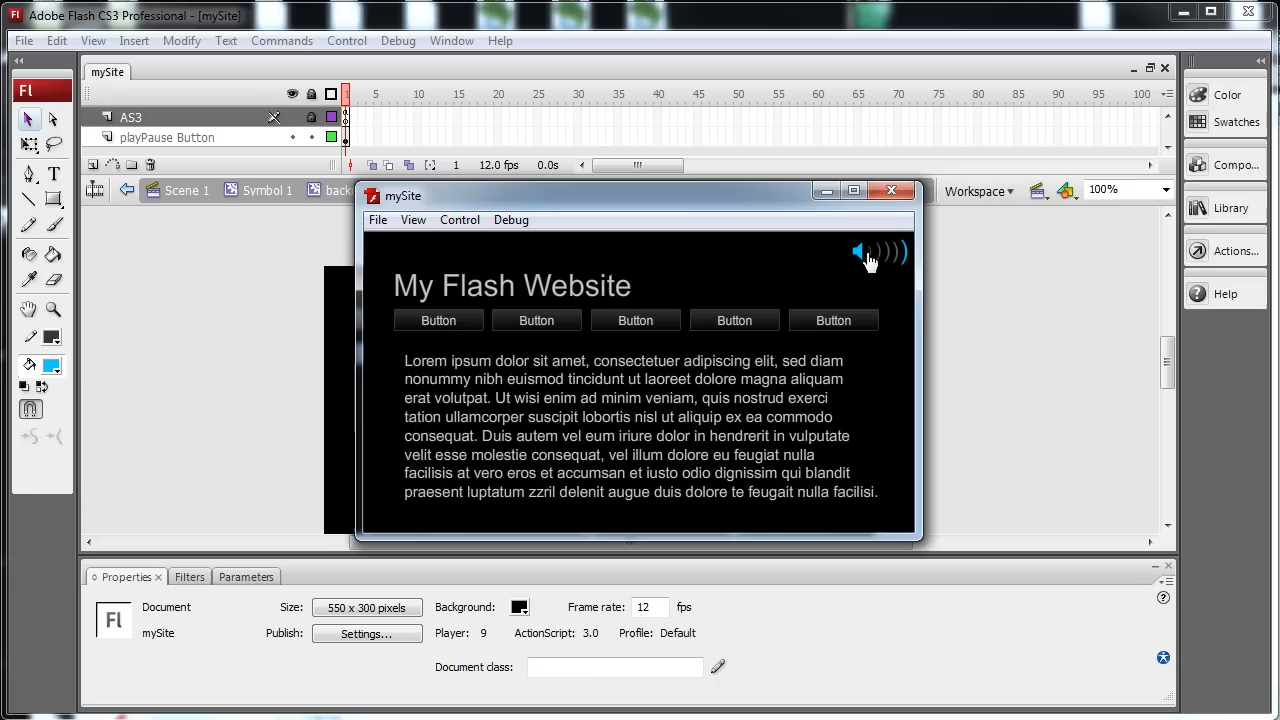 Fl Adobe Flash CS3 Professional - [mySite]
File Edit View Insert Modify Text Commands Control Debug Window Help
mySite
Fl
1 5 10 15 20 25 30 35 40 45 50 55 60 65 70 75 80 85 90 95 100
AS3
playPause Button
1 12.0 fps 0.0s
Scene 1 Symbol 1 back
Workspace 100%
Color
Swatches
Compo...
Library
Actions...
Help
mySite
File View Control Debug
My Flash Website
Button Button Button Button Button
Lorem ipsum dolor sit amet, consectetuer adipiscing elit, sed diam
nonummy nibh euismod tincidunt ut laoreet dolore magna aliquam
erat volutpat. Ut wisi enim ad minim veniam, quis nostrud exerci
tation ullamcorper suscipit lobortis nisl ut aliquip ex ea commodo
consequat. Duis autem vel eum iriure dolor in hendrerit in vulputate
velit esse molestie consequat, vel illum dolore eu feugiat nulla
facilisis at vero eros et accumsan et iusto odio dignissim qui blandit
praesent luptatum zzril delenit augue duis dolore te feugait nulla facilisi.
Properties Filters Parameters
Fl
Document
mySite
Size: 550 x 300 pixels Background: Frame rate: 12 fps
Publish: Settings... Player: 9 ActionScript: 3.0 Profile: Default
Document class: